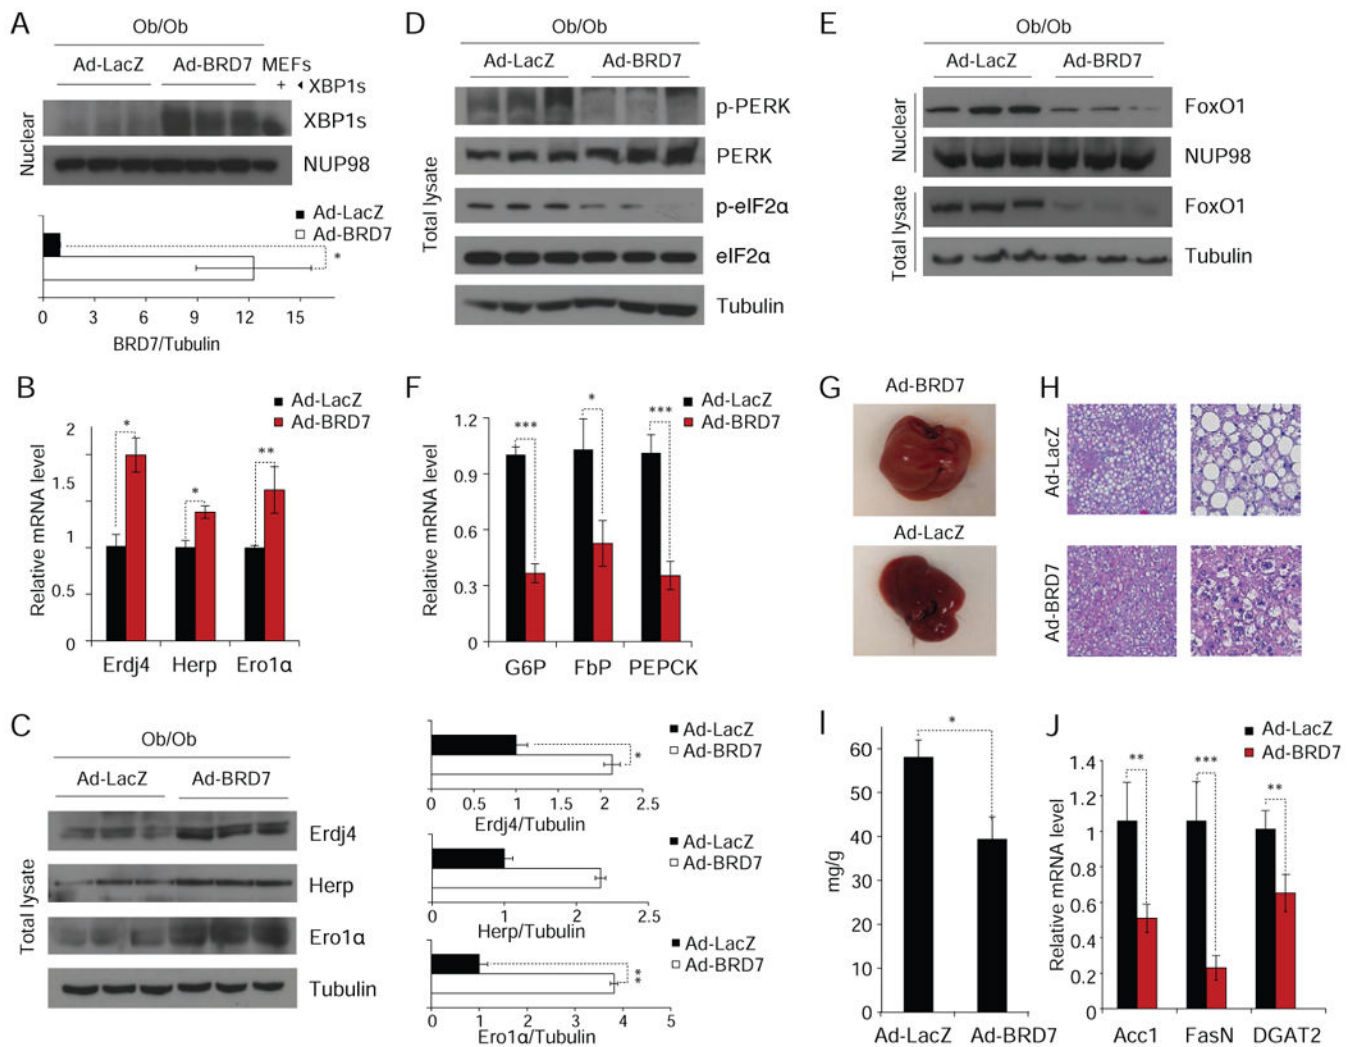 A
Ob/Ob
Ad-LacZ Ad-BRD7 MEFs
+ XBP1s
Nuclear
XBP1s
NUP98
Ad-LacZ
Ad-BRD7
*
0 3 6 9 12 15
BRD7/Tubulin
D
Ob/Ob
Ad-LacZ Ad-BRD7
Total lysate
p-PERK
PERK
p-eIF2α
eIF2α
Tubulin
E
Ob/Ob
Ad-LacZ Ad-BRD7
Nuclear
FoxO1
NUP98
Total lysate
FoxO1
Tubulin
B
Ad-LacZ
Ad-BRD7
Relative mRNA level
2
1.5
1
0.5
0
* * **
Erdj4 Herp Ero1α
F
Ad-LacZ
Ad-BRD7
Relative mRNA level
1.2
0.9
0.6
0.3
0
*** * ***
G6P FbP PEPCK
G
Ad-BRD7
Ad-LacZ
H
Ad-LacZ
Ad-BRD7
C
Ob/Ob
Ad-LacZ Ad-BRD7
Total lysate
Erdj4
Herp
Ero1α
Tubulin
Ad-LacZ
Ad-BRD7
*
0 0.5 1 1.5 2 2.5
Erdj4/Tubulin
Ad-LacZ
Ad-BRD7
0 1 2.5
Herp/Tubulin
Ad-LacZ
Ad-BRD7
**
0 1 2 3 4 5
Ero1α/Tubulin
I
mg/g
60
50
40
30
20
10
0
*
Ad-LacZ Ad-BRD7
J
Ad-LacZ
Ad-BRD7
Relative mRNA level
1.4
1.2
1
0.8
0.6
0.4
0.2
0
** *** **
Acc1 FasN DGAT2